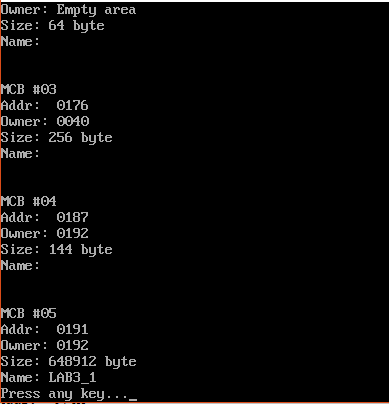 Owner: Empty area
Size: 64 byte
Name:
MCB #03
Addr:  0176
Owner: 0040
Size: 256 byte
Name:
MCB #04
Addr:  0187
Owner: 0192
Size: 144 byte
Name:
MCB #05
Addr:  0191
Owner: 0192
Size: 648912 byte
Name: LAB3_1
Press any key..._